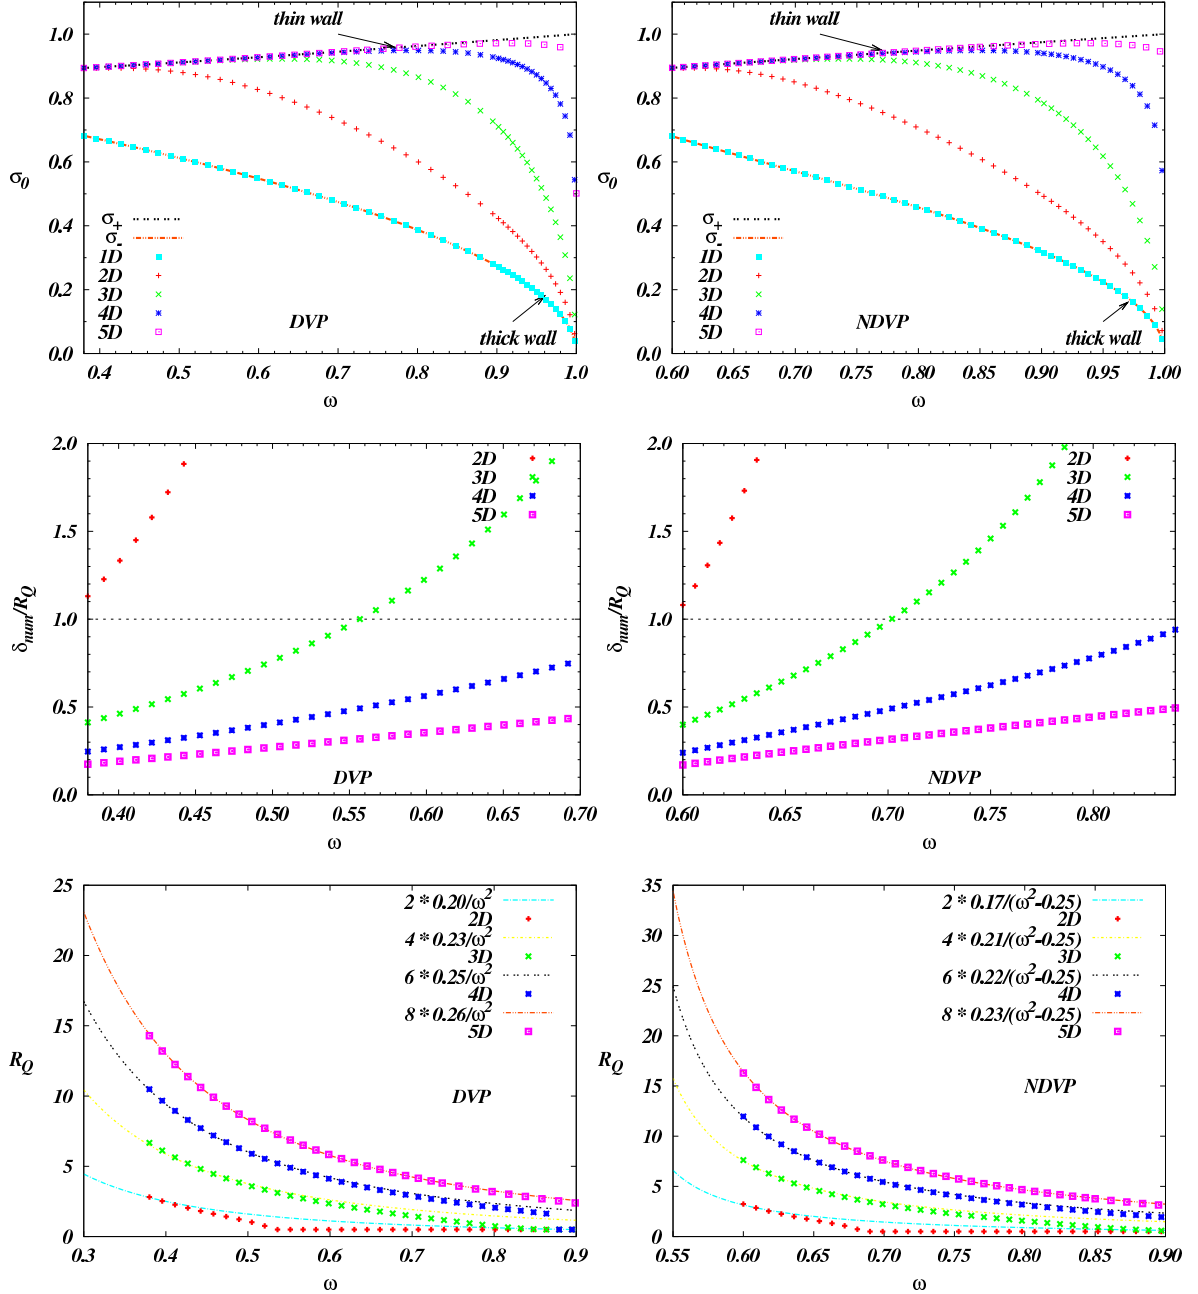 thin wall
1.0
0.8
0.6
σ0
0.4
0.2
0.0
σ+
σ-
1D
2D
3D
4D
5D
DVP
thick wall
0.4 0.5 0.6 0.7 0.8 0.9 1.0
ω
thin wall
1.0
0.8
0.6
σ0
0.4
0.2
0.0
σ+
σ-
1D
2D
3D
4D
5D
NDVP
thick wall
0.60 0.65 0.70 0.75 0.80 0.85 0.90 0.95 1.00
ω
2.0
1.5
1.0
0.5
0.0
δnum/RQ
2D
3D
4D
5D
DVP
0.40 0.45 0.50 0.55 0.60 0.65 0.70
ω
2.0
1.5
1.0
0.5
0.0
δnum/RQ
2D
3D
4D
5D
NDVP
0.60 0.65 0.70 0.75 0.80
ω
25
20
15
10
5
0
RQ
2 * 0.20/ω²
2D
4 * 0.23/ω²
3D
6 * 0.25/ω²
4D
8 * 0.26/ω²
5D
DVP
0.3 0.4 0.5 0.6 0.7 0.8 0.9
ω
35
30
25
20
15
10
5
0
RQ
2 * 0.17/(ω²-0.25)
2D
4 * 0.21/(ω²-0.25)
3D
6 * 0.22/(ω²-0.25)
4D
8 * 0.23/(ω²-0.25)
5D
NDVP
0.55 0.60 0.65 0.70 0.75 0.80 0.85 0.90
ω